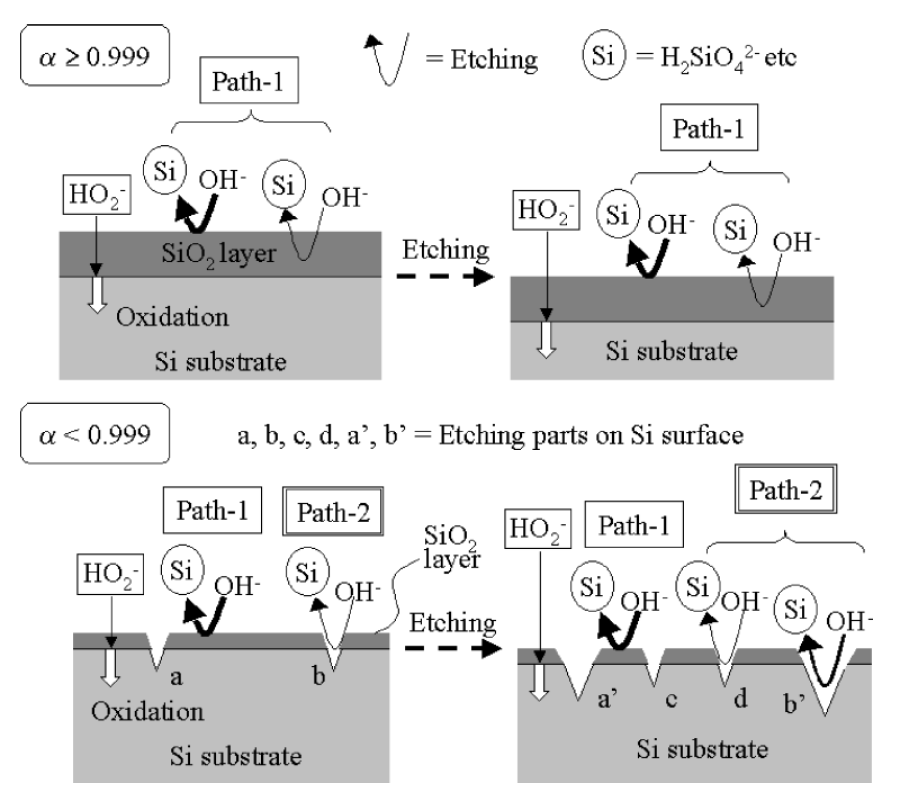 α ≥ 0.999
= Etching
Si = H₂SiO₄²⁻ etc
Path-1
HO₂⁻
Si
OH-
Si
OH-
SiO₂ layer
Oxidation
Si substrate
Etching
Path-1
HO₂⁻
Si
OH-
Si
OH-
Si substrate
α < 0.999
a, b, c, d, a’, b’ = Etching parts on Si surface
Path-1
Path-2
SiO₂
layer
HO₂⁻
Si
OH-
Si
OH-
a
b
Oxidation
Si substrate
Etching
Path-2
HO₂⁻
Path-1
Si
OH-
Si
OH-
Si
OH-
a’
c
d
b’
Si substrate